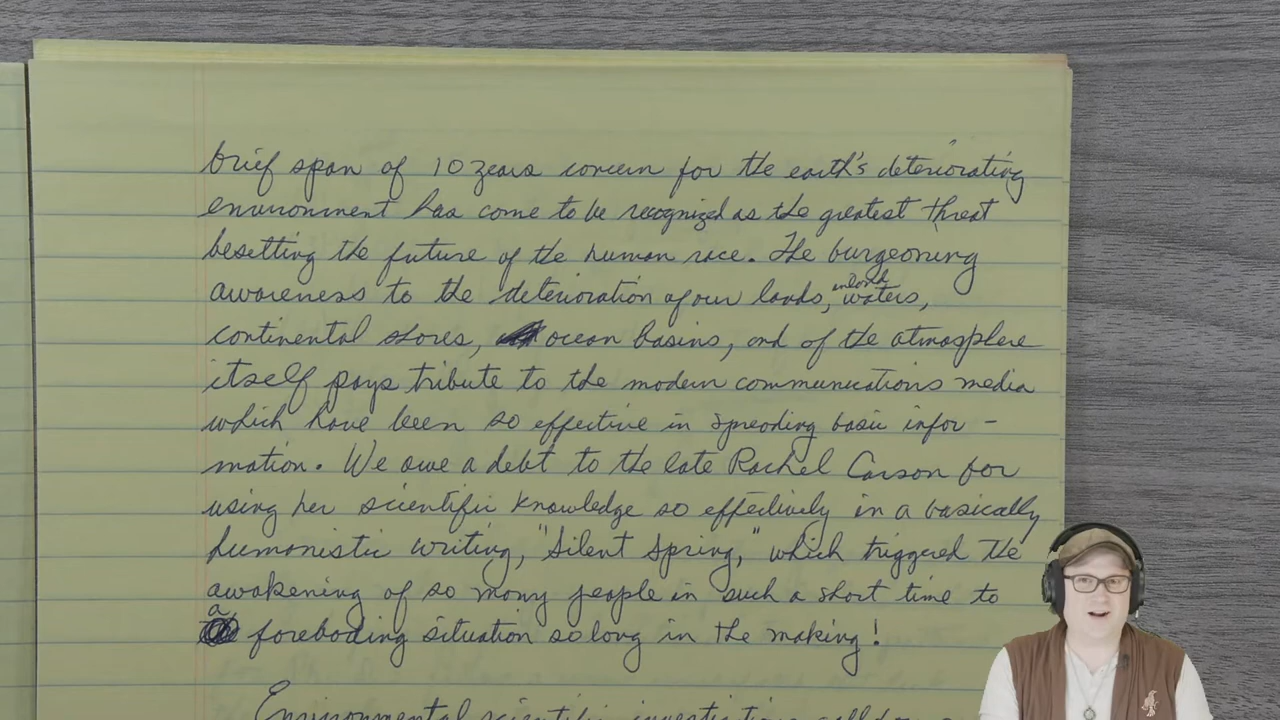 brief span of 10 years concern for the earth's deteriorating
environment has come to be recognized as the greatest threat
besetting the future of the human race. The burgeoning
awareness to the deterioration of our lands, inland waters,
continental shores, ocean basins, and of the atmosphere
itself pays tribute to the modern communications media
which have been so effective in spreading basic infor-
mation. We owe a debt to the late Rachel Carson for
using her scientific knowledge so effectively in a basically
humanistic writing, "Silent Spring," which triggered the
awakening of so many people in such a short time to
a foreboding situation so long in the making!
Environmental scientific investigations